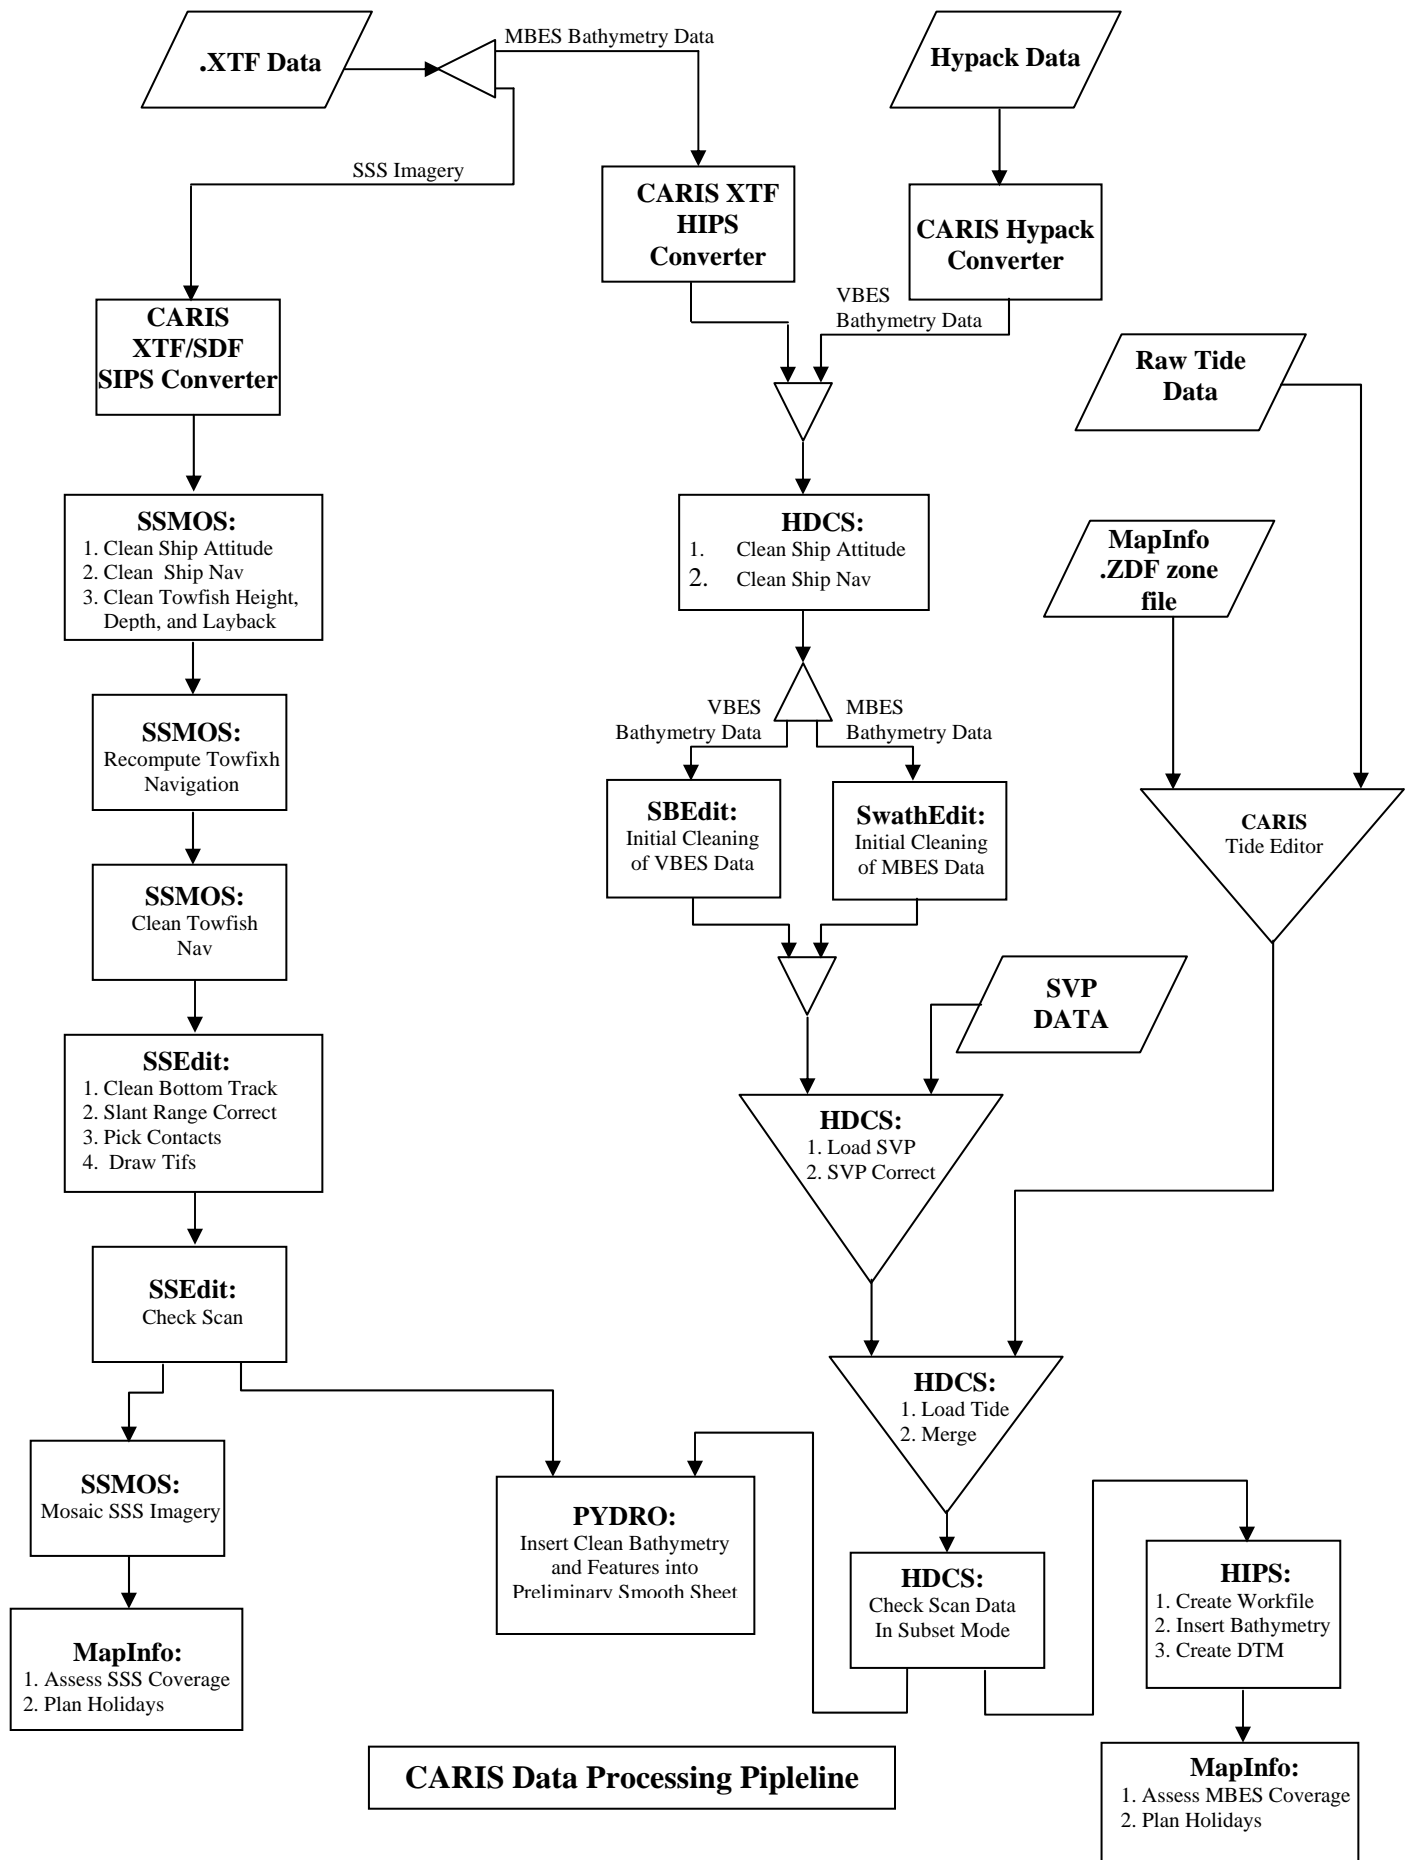 .XTF Data
MBES Bathymetry Data
Hypack Data
SSS Imagery
CARIS XTF
HIPS
Converter
CARIS Hypack
Converter
VBES
Bathymetry Data
CARIS
XTF/SDF
SIPS Converter
Raw Tide
Data
SSMOS:
1. Clean Ship Attitude
2. Clean Ship Nav
3. Clean Towfish Height,
Depth, and Layback
HDCS:
1. Clean Ship Attitude
2. Clean Ship Nav
MapInfo
.ZDF zone
file
SSMOS:
Recompute Towfixh
Navigation
VBES
Bathymetry Data
MBES
Bathymetry Data
SBEdit:
Initial Cleaning
of VBES Data
SwathEdit:
Initial Cleaning
of MBES Data
CARIS
Tide Editor
SSMOS:
Clean Towfish
Nav
SVP
DATA
SSEdit:
1. Clean Bottom Track
2. Slant Range Correct
3. Pick Contacts
4. Draw Tifs
HDCS:
1. Load SVP
2. SVP Correct
SSEdit:
Check Scan
HDCS:
1. Load Tide
2. Merge
SSMOS:
Mosaic SSS Imagery
PYDRO:
Insert Clean Bathymetry
and Features into
Preliminary Smooth Sheet
HDCS:
Check Scan Data
In Subset Mode
HIPS:
1. Create Workfile
2. Insert Bathymetry
3. Create DTM
MapInfo:
1. Assess SSS Coverage
2. Plan Holidays
CARIS Data Processing Pipleline
MapInfo:
1. Assess MBES Coverage
2. Plan Holidays